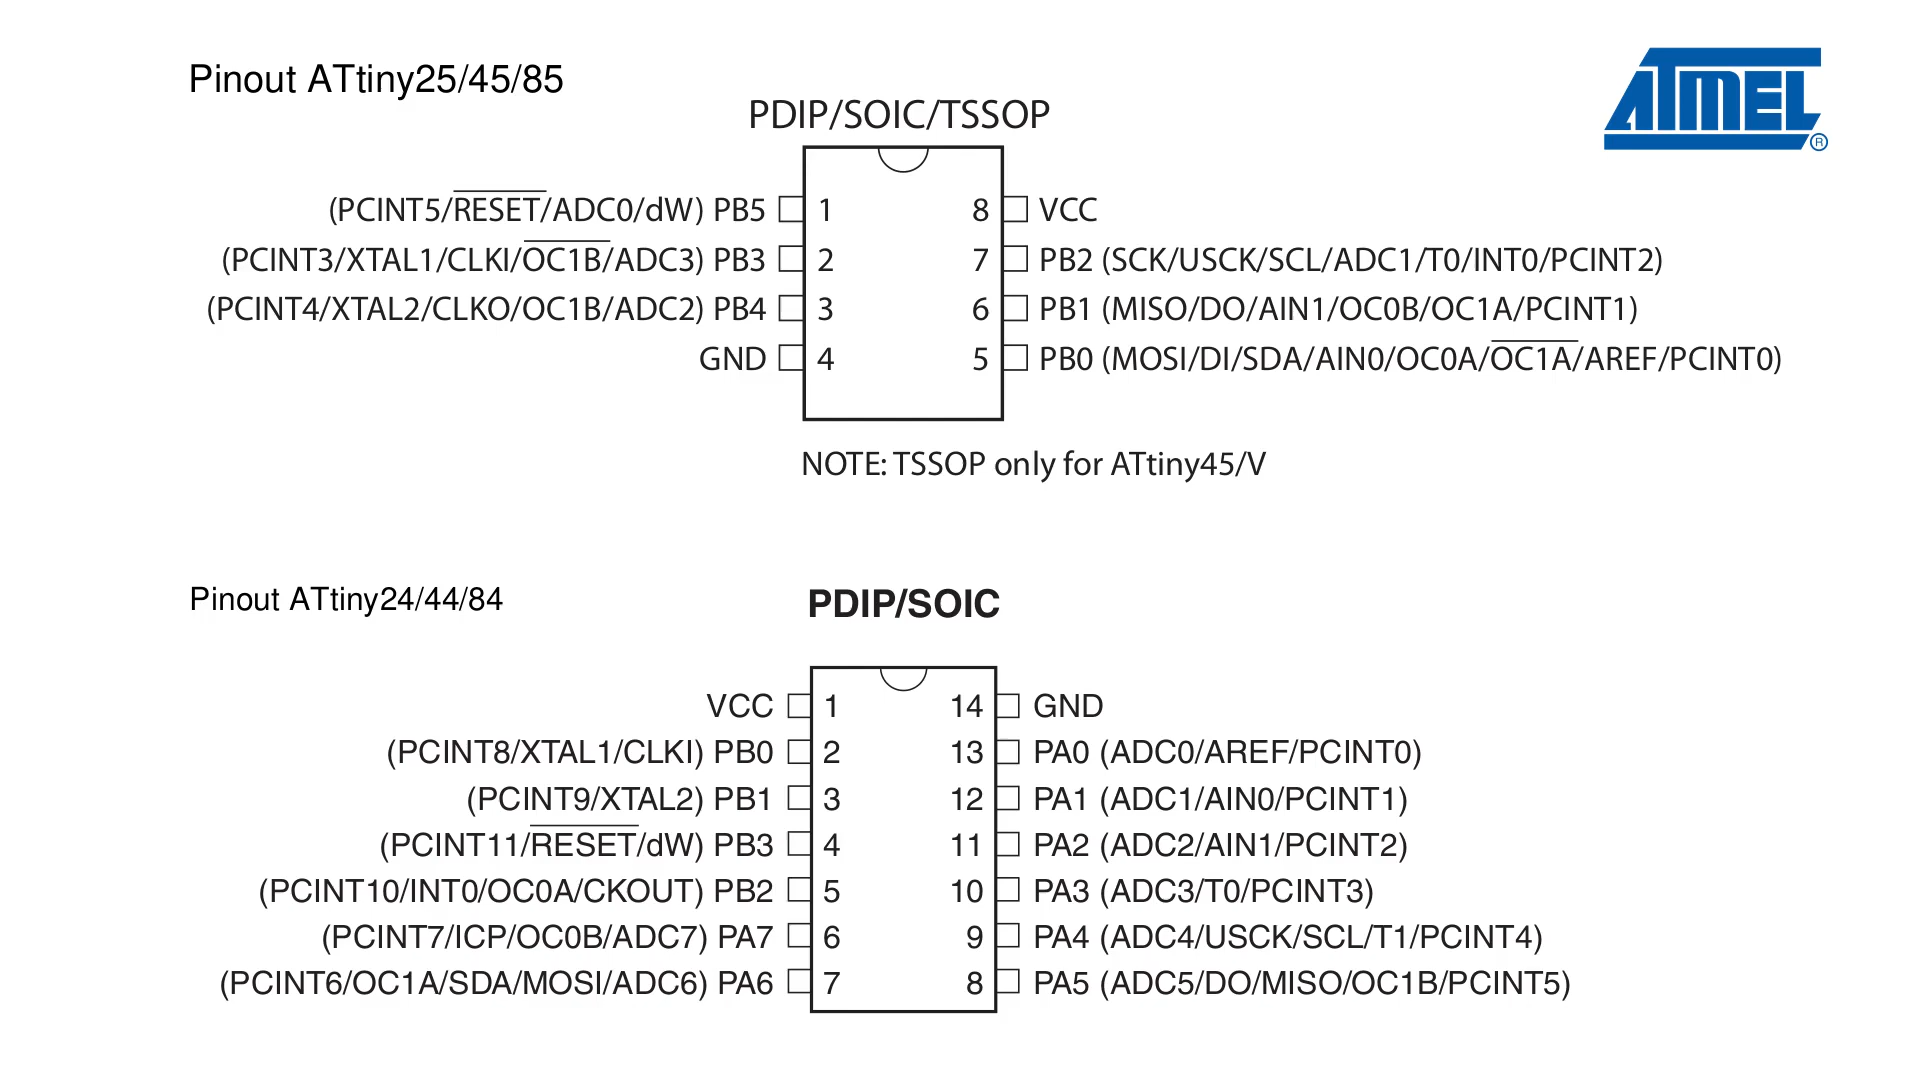 Pinout ATtiny25/45/85
ATMEL ®
PDIP/SOIC/TSSOP
(PCINT5/RESET/ADC0/dW) PB5 1 8 VCC
(PCINT3/XTAL1/CLKI/OC1B/ADC3) PB3 2 7 PB2 (SCK/USCK/SCL/ADC1/T0/INT0/PCINT2)
(PCINT4/XTAL2/CLKO/OC1B/ADC2) PB4 3 6 PB1 (MISO/DO/AIN1/OC0B/OC1A/PCINT1)
GND 4 5 PB0 (MOSI/DI/SDA/AIN0/OC0A/OC1A/AREF/PCINT0)
NOTE: TSSOP only for ATtiny45/V
Pinout ATtiny24/44/84
PDIP/SOIC
VCC 1 14 GND
(PCINT8/XTAL1/CLKI) PB0 2 13 PA0 (ADC0/AREF/PCINT0)
(PCINT9/XTAL2) PB1 3 12 PA1 (ADC1/AIN0/PCINT1)
(PCINT11/RESET/dW) PB3 4 11 PA2 (ADC2/AIN1/PCINT2)
(PCINT10/INT0/OC0A/CKOUT) PB2 5 10 PA3 (ADC3/T0/PCINT3)
(PCINT7/ICP/OC0B/ADC7) PA7 6 9 PA4 (ADC4/USCK/SCL/T1/PCINT4)
(PCINT6/OC1A/SDA/MOSI/ADC6) PA6 7 8 PA5 (ADC5/DO/MISO/OC1B/PCINT5)